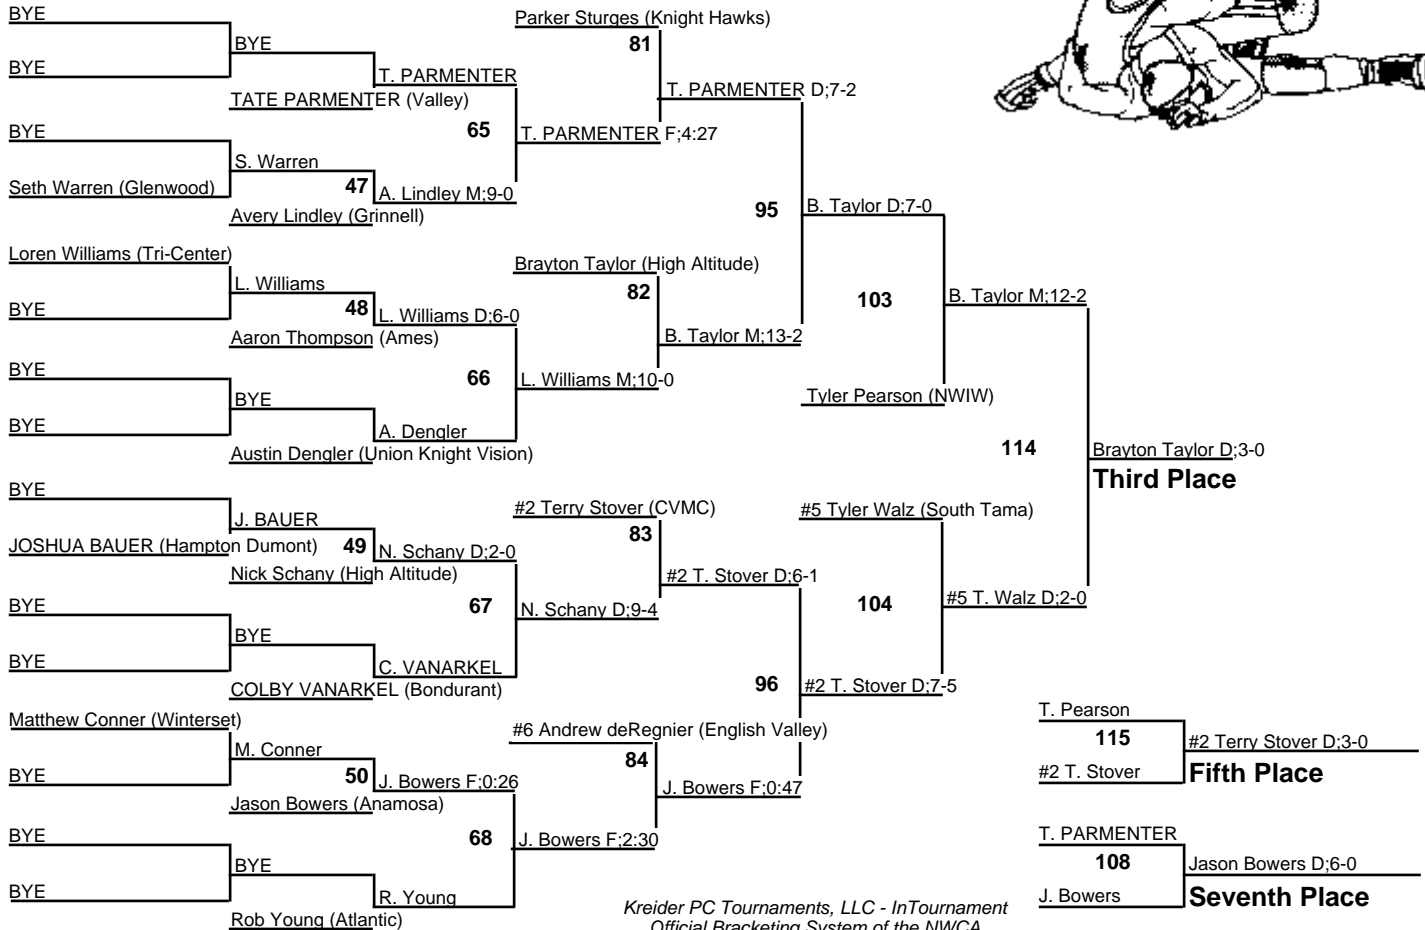 BYE
Parker Sturges (Knight Hawks)
81
BYE
BYE
T. PARMENTER
T. PARMENTER D;7-2
TATE PARMENTER (Valley)
65
BYE
T. PARMENTER F;4:27
S. Warren
Seth Warren (Glenwood)
47
A. Lindley M;9-0
95
B. Taylor D;7-0
Avery Lindley (Grinnell)
Loren Williams (Tri-Center)
Brayton Taylor (High Altitude)
L. Williams
82
103
B. Taylor M;12-2
BYE
48
L. Williams D;6-0
Aaron Thompson (Ames)
B. Taylor M;13-2
BYE
66
L. Williams M;10-0
Tyler Pearson (NWIW)
BYE
BYE
A. Dengler
114
Brayton Taylor D;3-0
Austin Dengler (Union Knight Vision)
Third Place
BYE
#2 Terry Stover (CVMC)
#5 Tyler Walz (South Tama)
J. BAUER
83
JOSHUA BAUER (Hampton Dumont)
49
N. Schany D;2-0
Nick Schany (High Altitude)
#2 T. Stover D;6-1
BYE
67
N. Schany D;9-4
104
#5 T. Walz D;2-0
BYE
BYE
C. VANARKEL
COLBY VANARKEL (Bondurant)
96
#2 T. Stover D;7-5
Matthew Conner (Winterset)
#6 Andrew deRegnier (English Valley)
T. Pearson
M. Conner
84
115
#2 Terry Stover D;3-0
BYE
50
J. Bowers F;0:26
J. Bowers F;0:47
#2 T. Stover
Fifth Place
Jason Bowers (Anamosa)
BYE
68
J. Bowers F;2:30
T. PARMENTER
BYE
108
Jason Bowers D;6-0
BYE
R. Young
J. Bowers
Seventh Place
Rob Young (Atlantic)
Kreider PC Tournaments, LLC - InTournament
Official Bracketing System of the NWCA